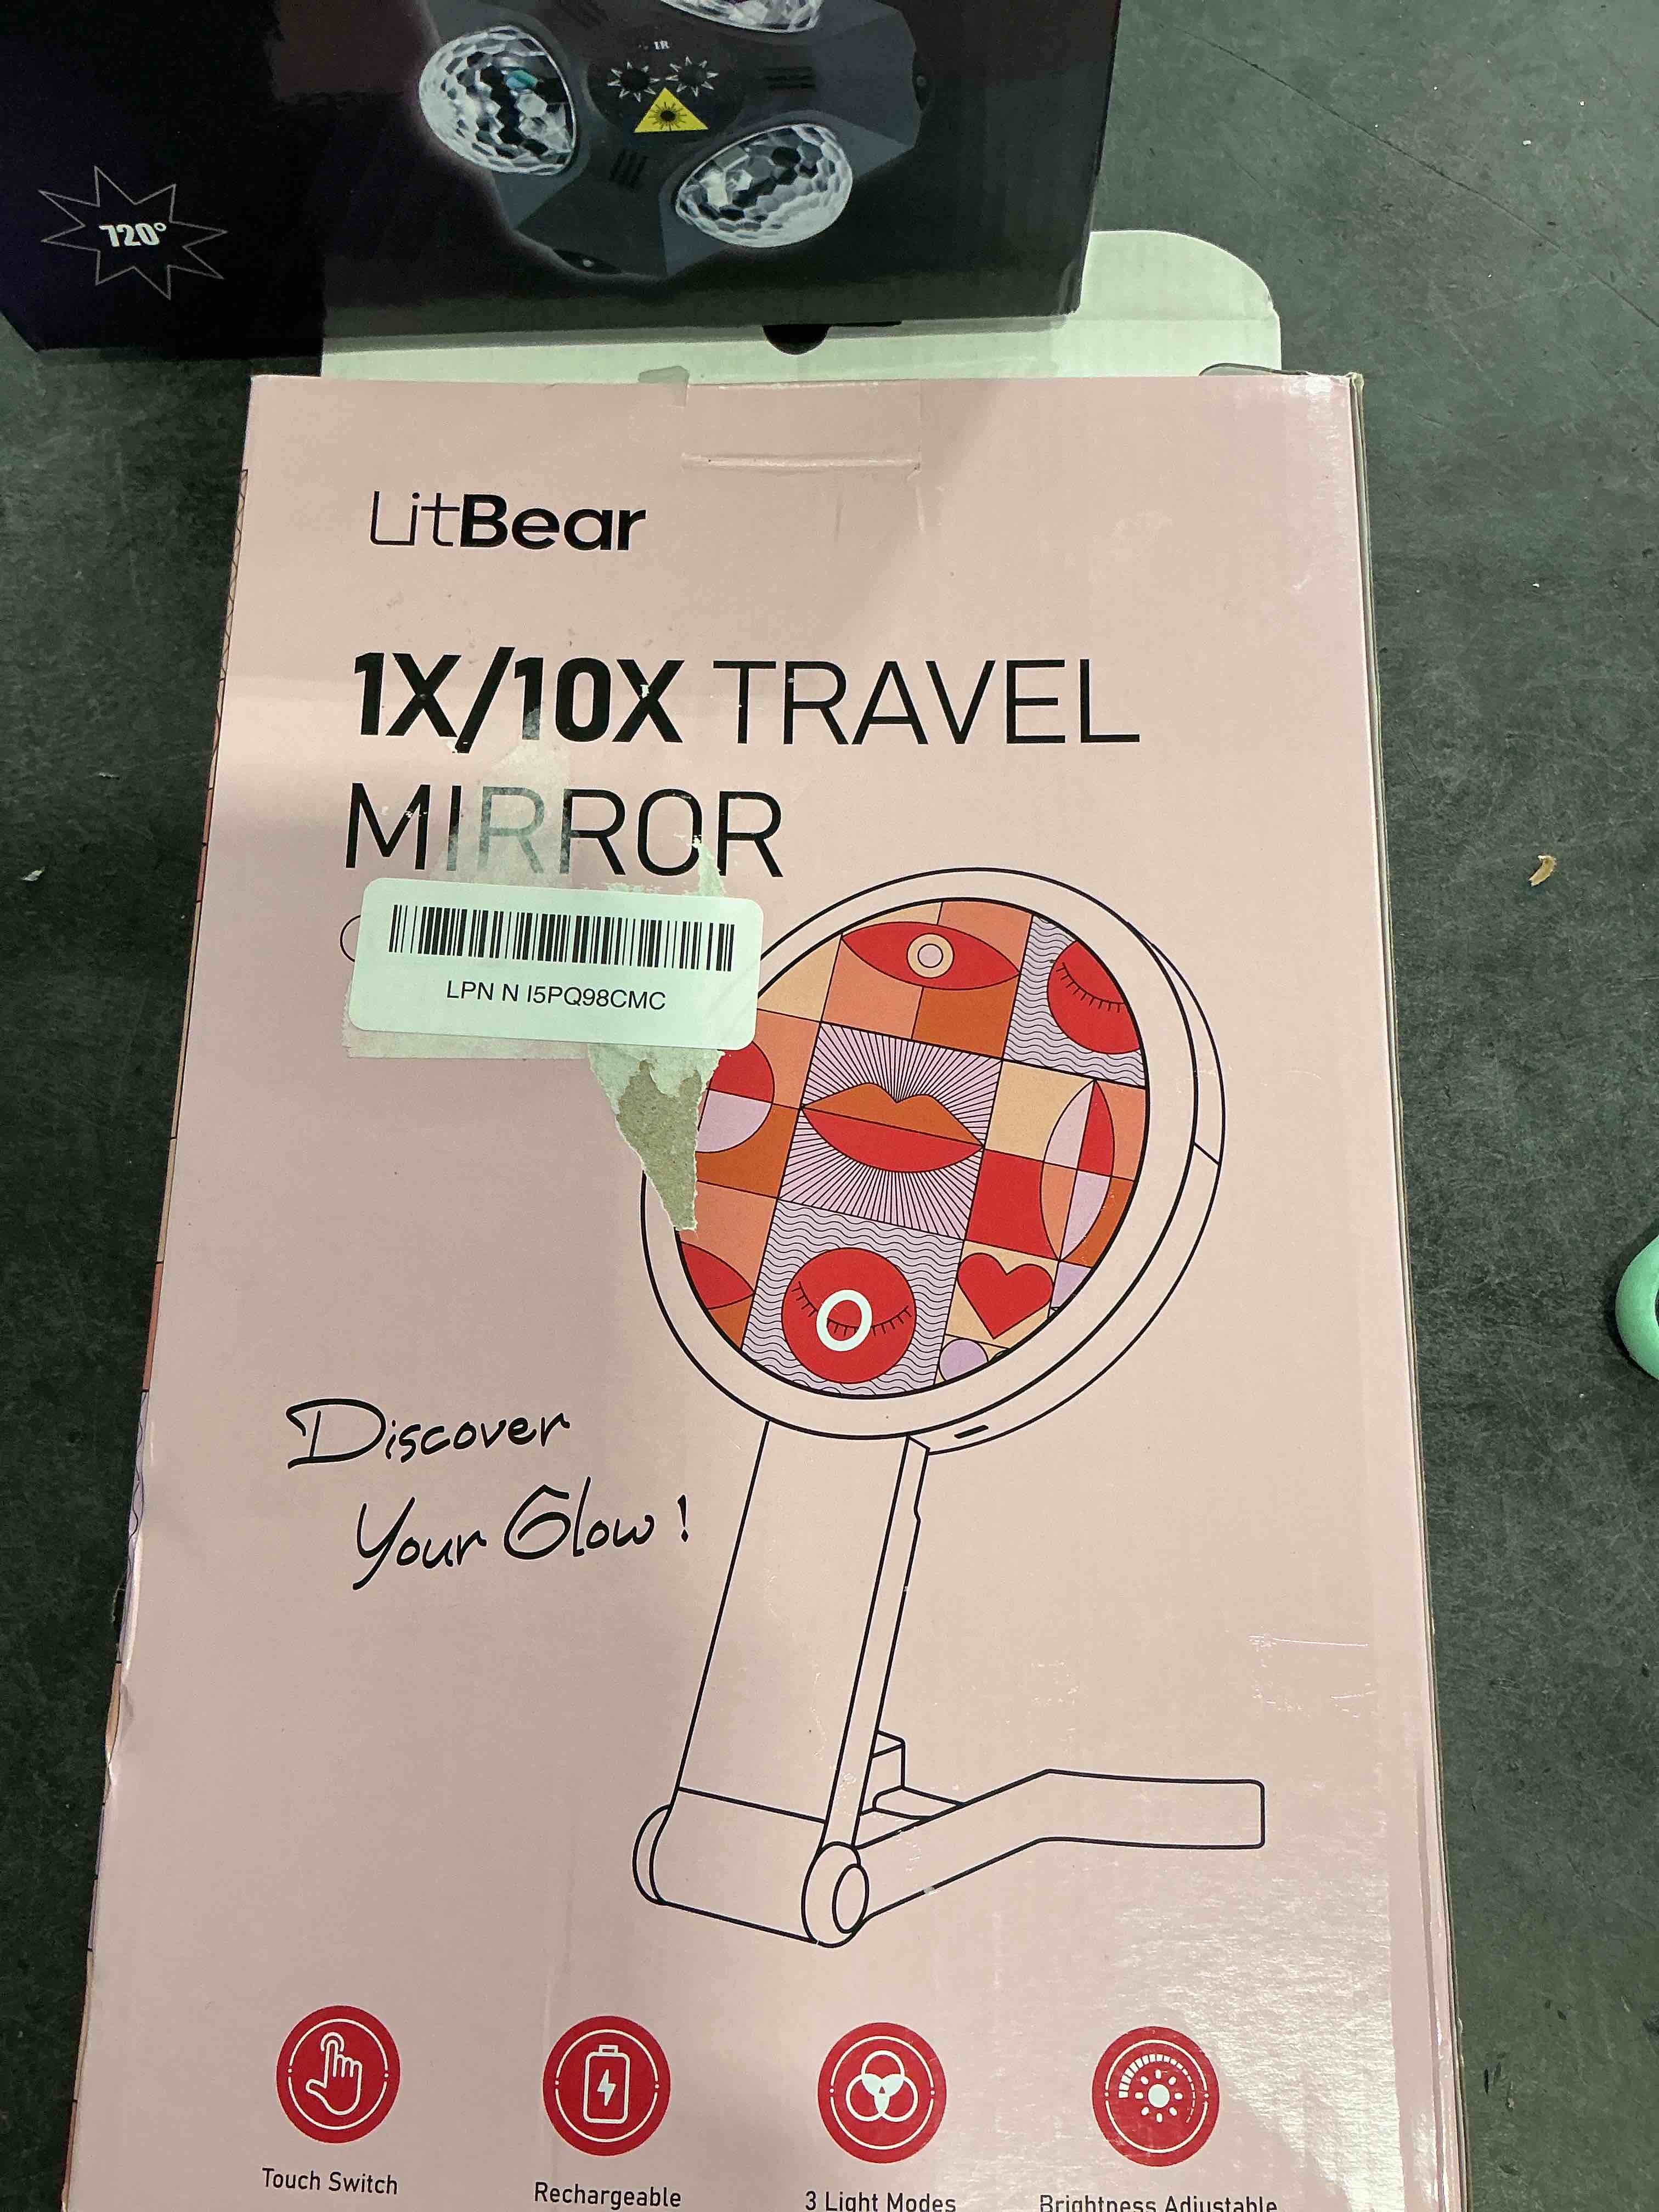 IR
720°
LitBear
1X/10X TRAVEL
MIRROR
LPN N I5PQ98CMC
Discover
Your Glow!
Touch Switch
Rechargeable
3 Light Modes
Brightness Adjustable